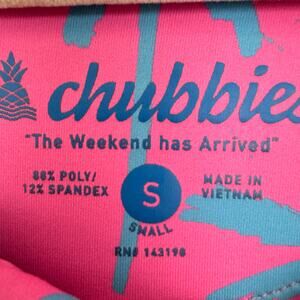 chubbies
"The Weekend has Arrived"
88% POLY/
12% SPANDEX
S
SMALL
MADE IN
VIETNAM
RN# 143198